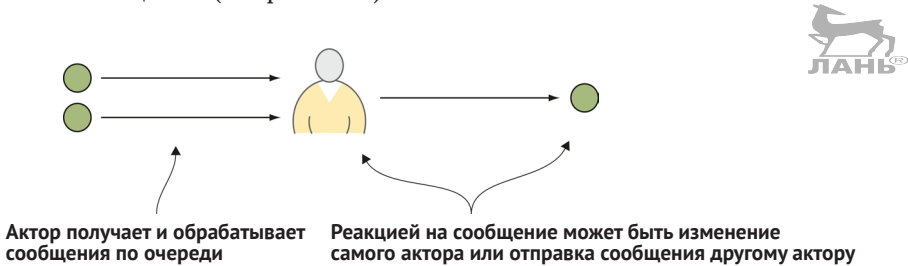 ЛАНЬ®
Актор получает и обрабатывает
сообщения по очереди
Реакцией на сообщение может быть изменение
самого актора или отправка сообщения другому актору